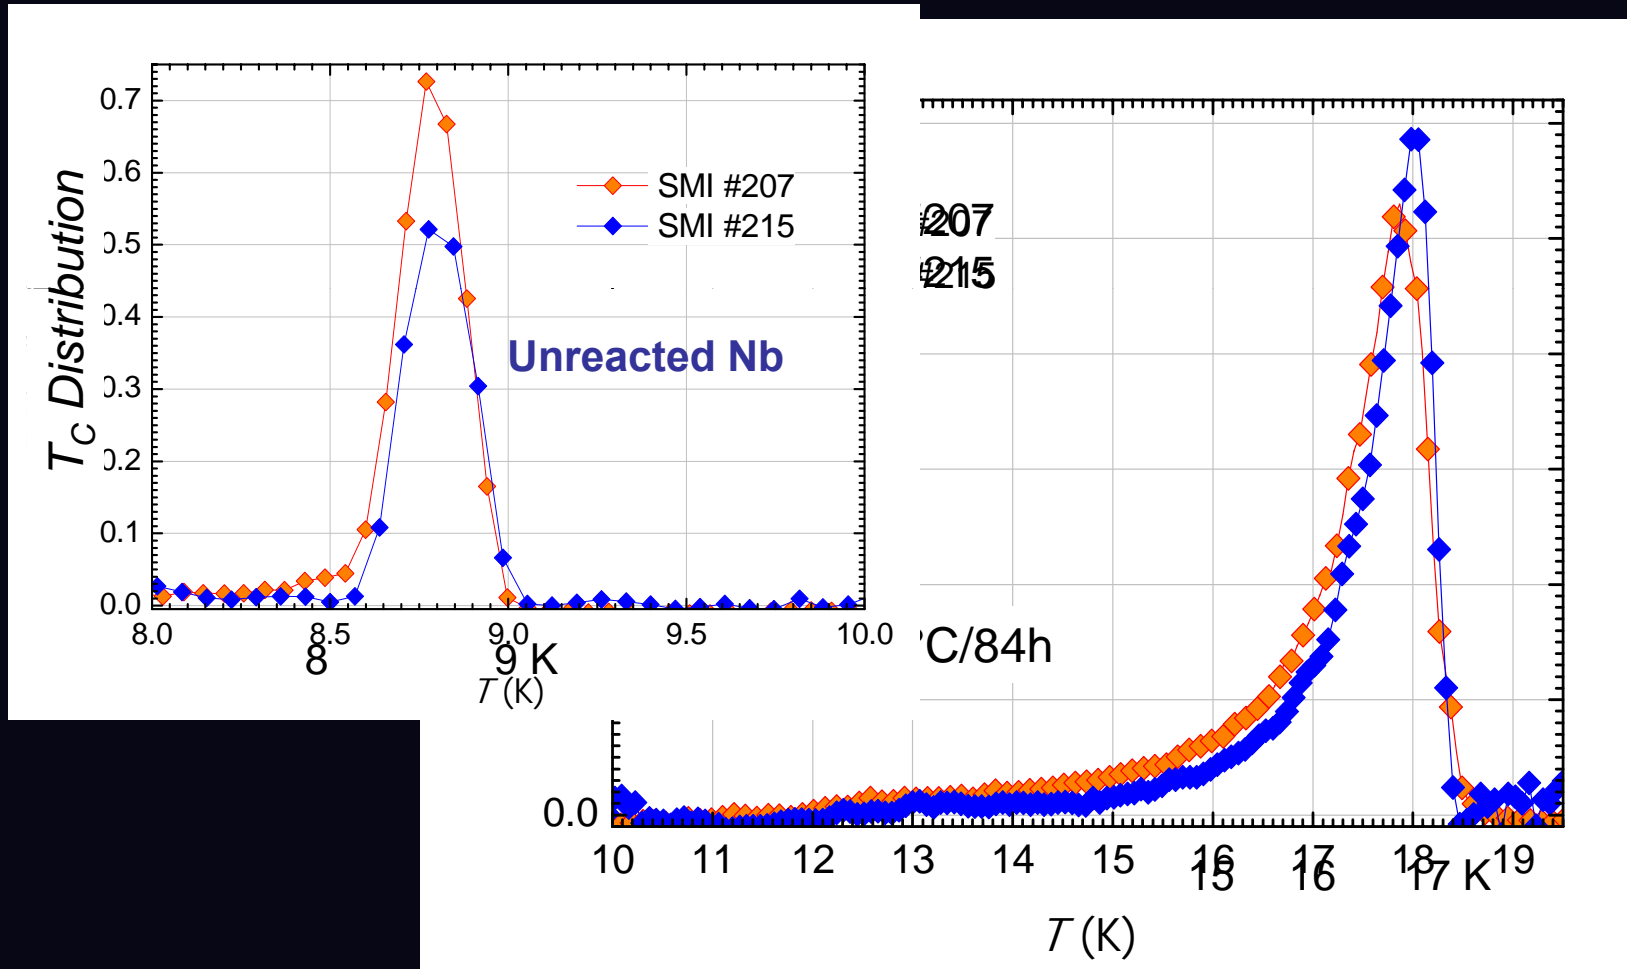 0.7
0.6
0.5
0.4
0.3
0.2
0.1
0.0
T_C Distribution
SMI #207
SMI #215
Unreacted Nb
8.0 8.5 9.0 9.5 10.0
8 9 K
T (K)
#207
#215
°C/84h
0.0
10 11 12 13 14 15 16 17 18 19
15 16 17 K
T (K)